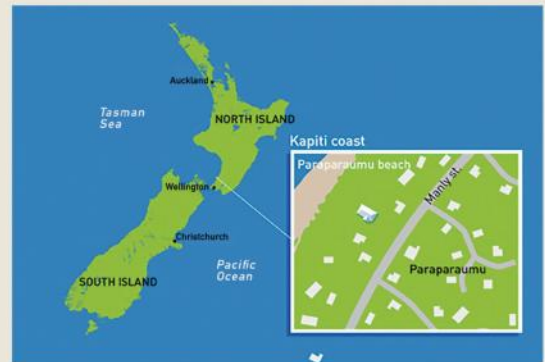 Auckland
Tasman
Sea
NORTH ISLAND
Kapiti coast
Paraparaumu beach
Manly st.
Wellington
Christchurch
Paraparaumu
Pacific
Ocean
SOUTH ISLAND